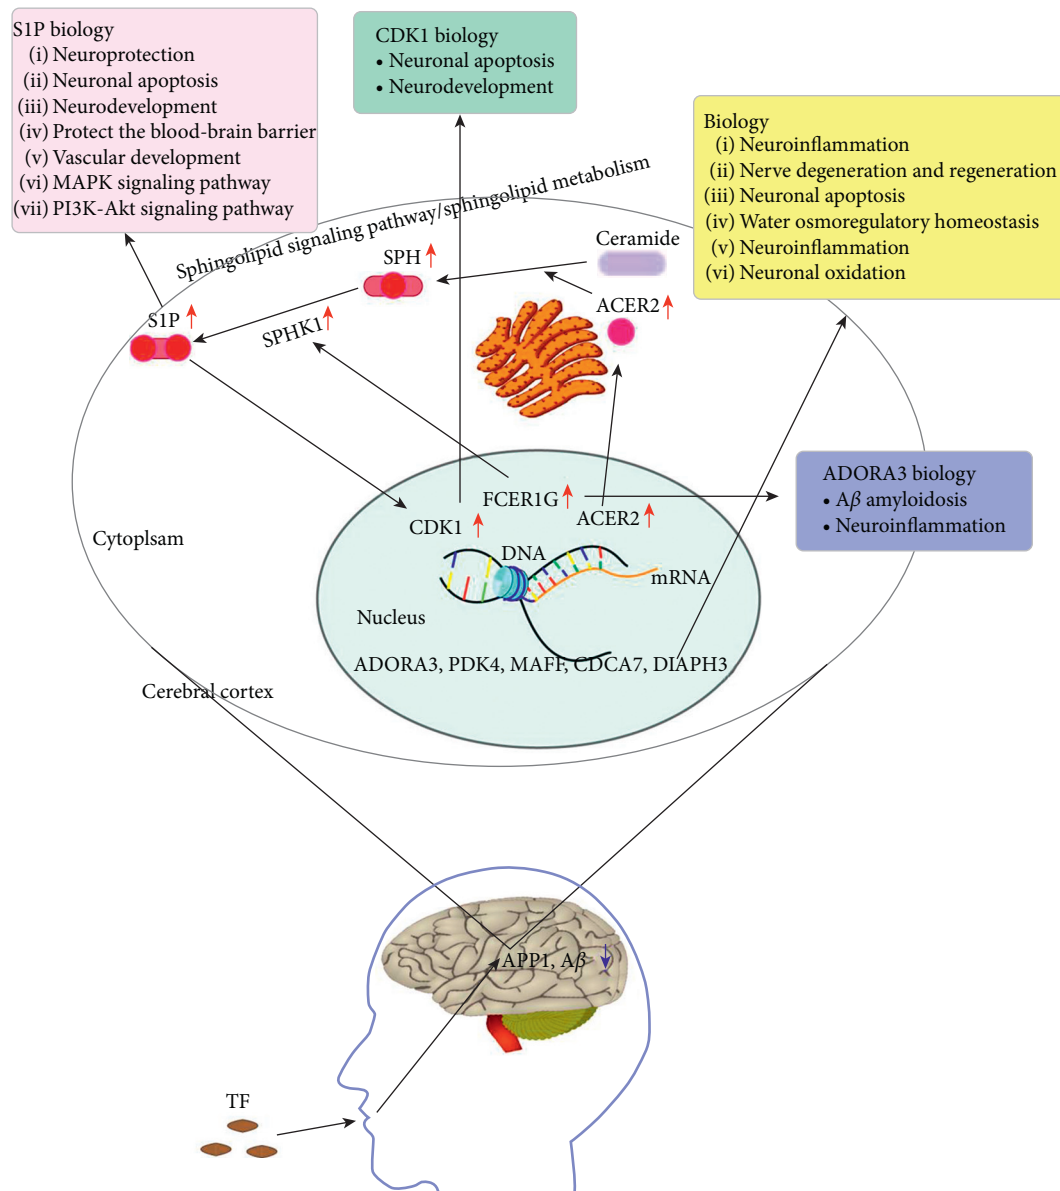 S1P biology
(i) Neuroprotection
(ii) Neuronal apoptosis
(iii) Neurodevelopment
(iv) Protect the blood-brain barrier
(v) Vascular development
(vi) MAPK signaling pathway
(vii) PI3K-Akt signaling pathway
CDK1 biology
• Neuronal apoptosis
• Neurodevelopment
Biology
(i) Neuroinflammation
(ii) Nerve degeneration and regeneration
(iii) Neuronal apoptosis
(iv) Water osmoregulatory homeostasis
(v) Neuroinflammation
(vi) Neuronal oxidation
Sphingolipid signaling pathway/sphingolipid metabolism
Ceramide
SPH
ACER2
S1P
SPHK1
ADORA3 biology
• Aβ amyloidosis
• Neuroinflammation
FCER1G
ACER2
CDK1
Cytoplsam
DNA
mRNA
Nucleus
ADORA3, PDK4, MAFF, CDCA7, DIAPH3
Cerebral cortex
APP1, Aβ
TF